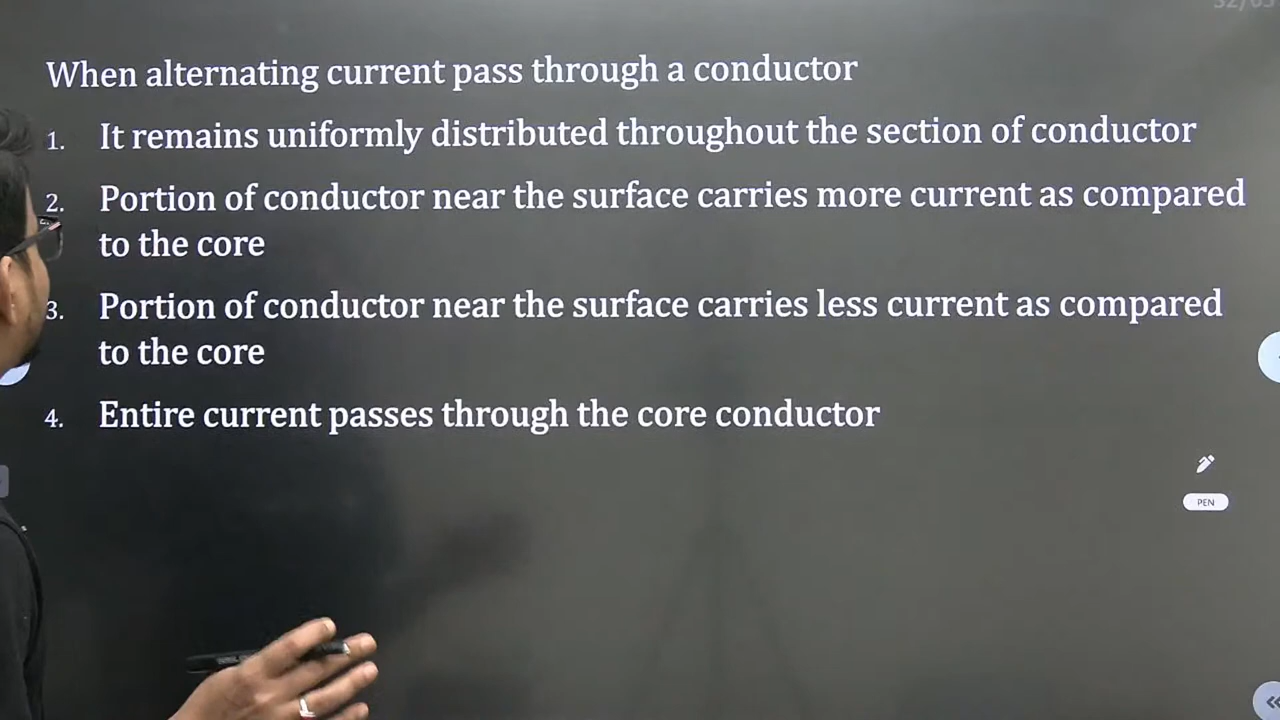 When alternating current pass through a conductor
1. It remains uniformly distributed throughout the section of conductor
2. Portion of conductor near the surface carries more current as compared
to the core
3. Portion of conductor near the surface carries less current as compared
to the core
4. Entire current passes through the core conductor
PEN